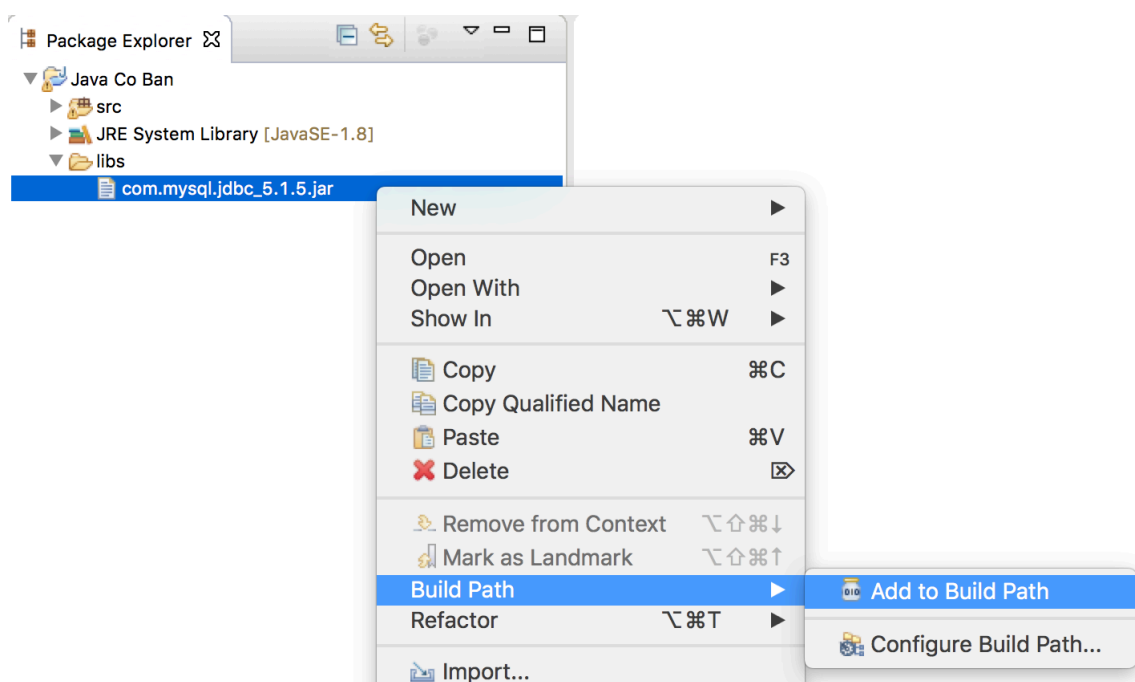 Package Explorer
Java Co Ban
src
JRE System Library [JavaSE-1.8]
libs
com.mysql.jdbc_5.1.5.jar
New
Open F3
Open With
Show In ⌥⌘W
Copy ⌘C
Copy Qualified Name
Paste ⌘V
Delete ⌦
Remove from Context ⌥⇧⌘↓
Mark as Landmark ⌥⇧⌘↑
Build Path
Add to Build Path
Refactor ⌥⌘T
Configure Build Path...
Import...